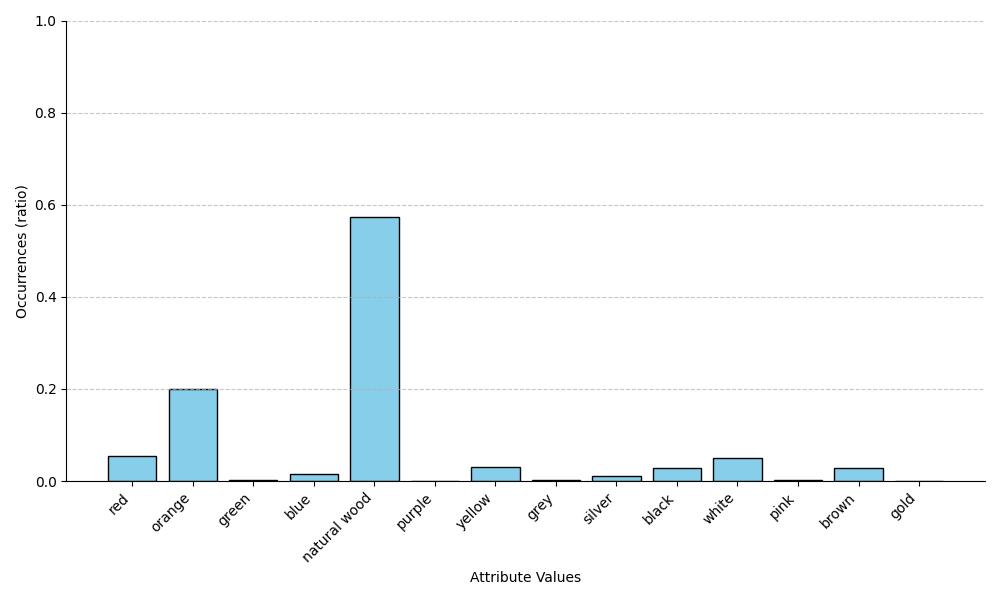 1.0
0.8
0.6
0.4
0.2
0.0
Occurrences (ratio)
red
orange
green
blue
natural wood
purple
yellow
grey
silver
black
white
pink
brown
gold
Attribute Values